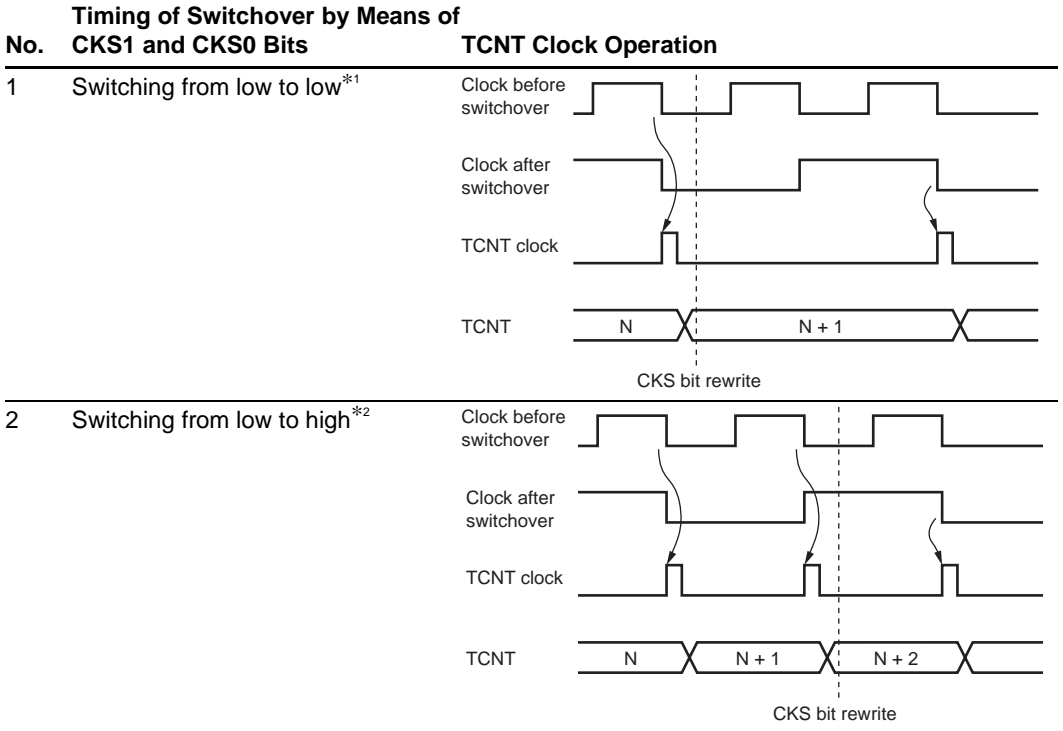 Timing of Switchover by Means of
No. CKS1 and CKS0 Bits TCNT Clock Operation
1 Switching from low to low*1
Clock before
switchover
Clock after
switchover
TCNT clock
TCNT N N + 1
CKS bit rewrite
2 Switching from low to high*2
Clock before
switchover
Clock after
switchover
TCNT clock
TCNT N N + 1 N + 2
CKS bit rewrite